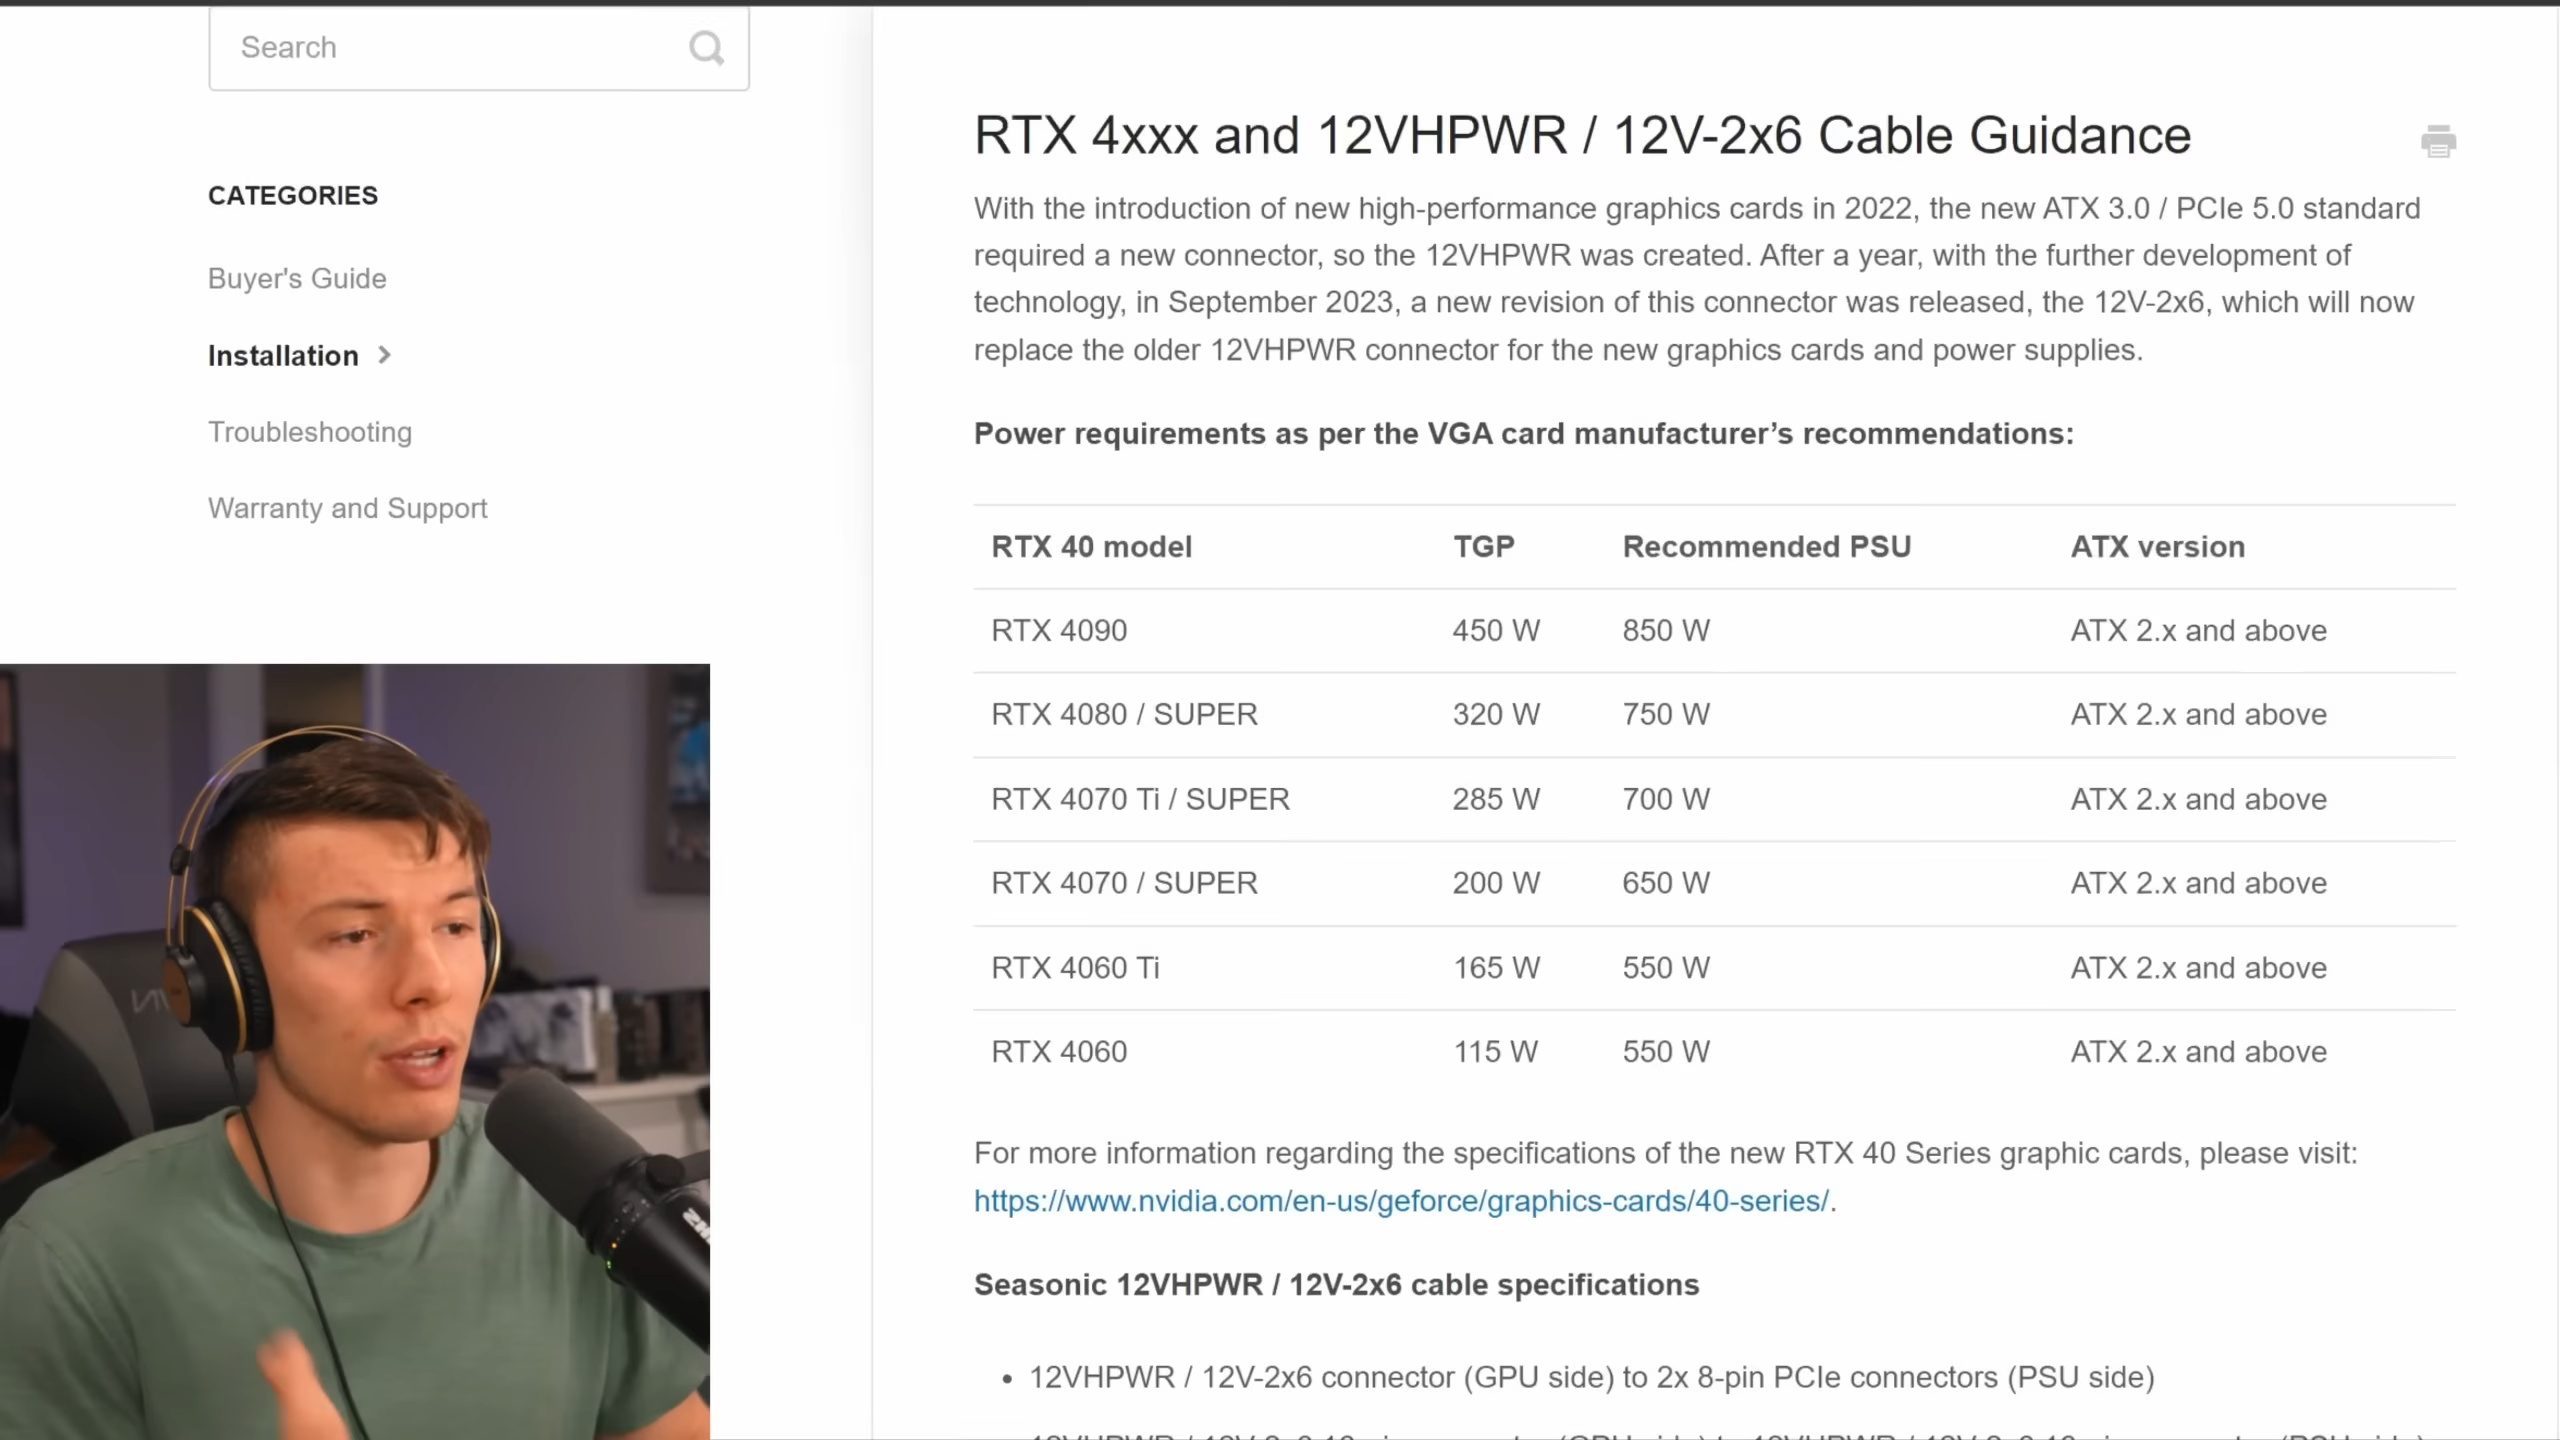 Search
CATEGORIES
Buyer's Guide
Installation
Troubleshooting
Warranty and Support
RTX 4xxx and 12VHPWR / 12V-2x6 Cable Guidance
With the introduction of new high-performance graphics cards in 2022, the new ATX 3.0 / PCIe 5.0 standard
required a new connector, so the 12VHPWR was created. After a year, with the further development of
technology, in September 2023, a new revision of this connector was released, the 12V-2x6, which will now
replace the older 12VHPWR connector for the new graphics cards and power supplies.
Power requirements as per the VGA card manufacturer’s recommendations:
RTX 40 model TGP Recommended PSU ATX version
RTX 4090 450 W 850 W ATX 2.x and above
RTX 4080 / SUPER 320 W 750 W ATX 2.x and above
RTX 4070 Ti / SUPER 285 W 700 W ATX 2.x and above
RTX 4070 / SUPER 200 W 650 W ATX 2.x and above
RTX 4060 Ti 165 W 550 W ATX 2.x and above
RTX 4060 115 W 550 W ATX 2.x and above
For more information regarding the specifications of the new RTX 40 Series graphic cards, please visit:
https://www.nvidia.com/en-us/geforce/graphics-cards/40-series/.
Seasonic 12VHPWR / 12V-2x6 cable specifications
• 12VHPWR / 12V-2x6 connector (GPU side) to 2x 8-pin PCIe connectors (PSU side)